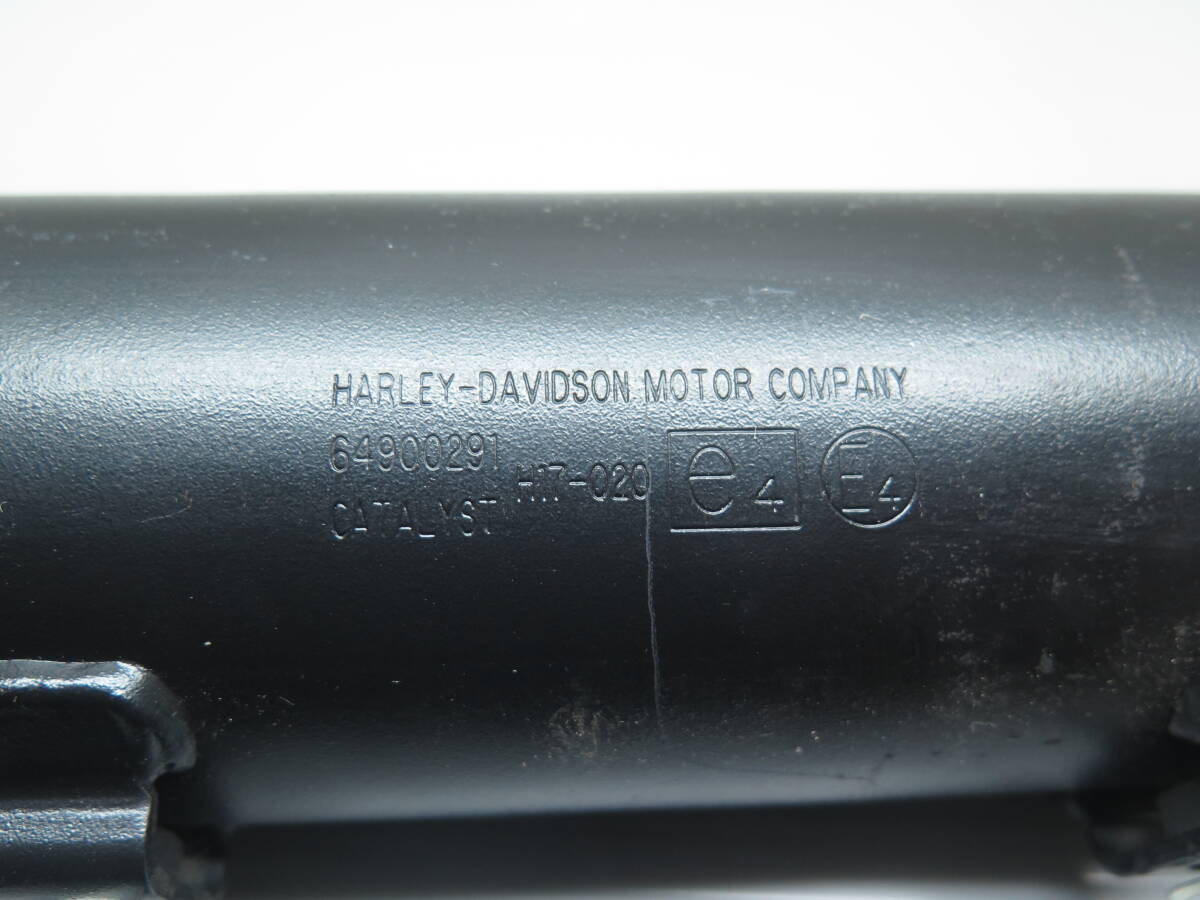 HARLEY-DAVIDSON MOTOR COMPANY
64900291
CATALYST
H17-020
e4
E4